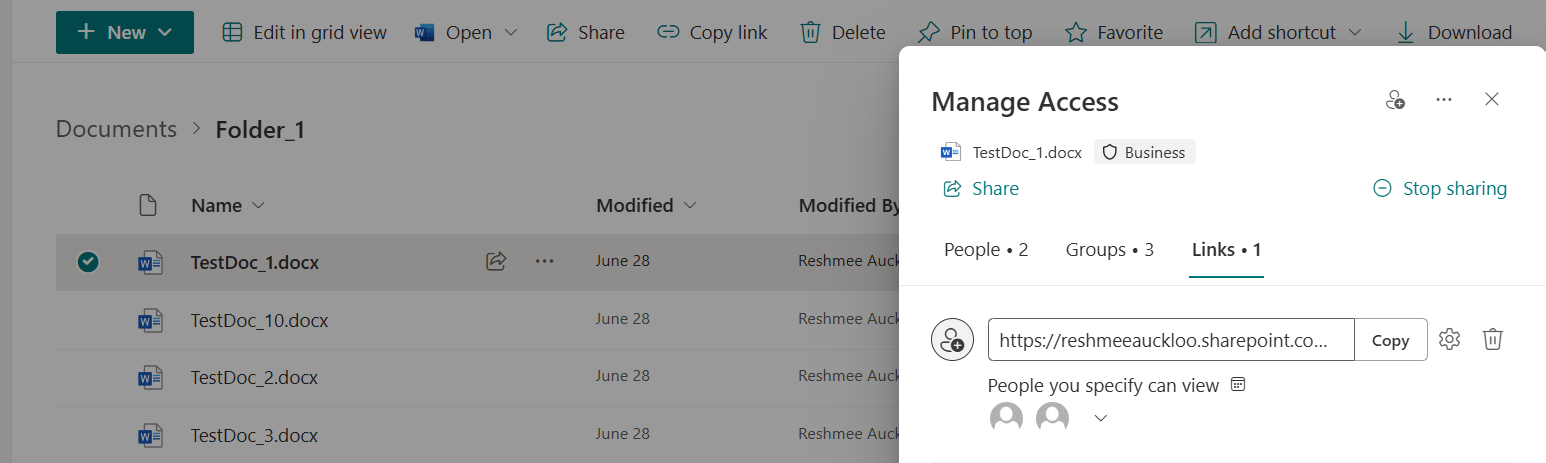 New Edit in grid view Open Share Copy link Delete Pin to top Favorite Add shortcut Download
Documents > Folder_1
Name Modified Modified By
TestDoc_1.docx June 28 Reshmee Auck
TestDoc_10.docx June 28 Reshmee Auck
TestDoc_2.docx June 28 Reshmee Auck
TestDoc_3.docx June 28 Reshmee Auck
Manage Access
TestDoc_1.docx Business
Share Stop sharing
People • 2 Groups • 3 Links • 1
https://reshmeeauckloo.sharepoint.co... Copy
People you specify can view